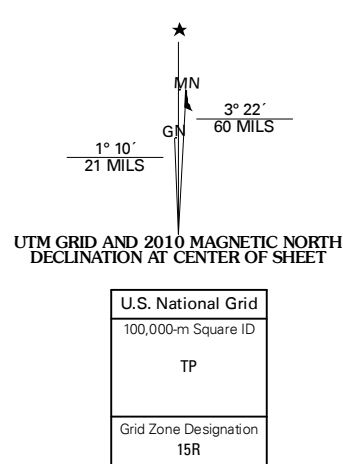 MN
3° 22´
60 MILS
GN
1° 10´
21 MILS
UTM GRID AND 2010 MAGNETIC NORTH
DECLINATION AT CENTER OF SHEET
U.S. National Grid
100,000-m Square ID
TP
Grid Zone Designation
15R